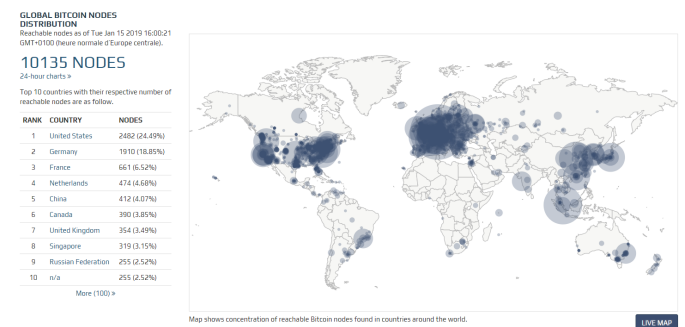 GLOBAL BITCOIN NODES
DISTRIBUTION
Reachable nodes as of Tue Jan 15 2019 16:00:21
GMT+0100 (heure normale d'Europe centrale).
10135 NODES
24-hour charts »
Top 10 countries with their respective number of
reachable nodes are as follow.
RANK COUNTRY NODES
1 United States 2482 (24.49%)
2 Germany 1910 (18.85%)
3 France 661 (6.52%)
4 Netherlands 474 (4.68%)
5 China 412 (4.07%)
6 Canada 390 (3.85%)
7 United Kingdom 354 (3.49%)
8 Singapore 319 (3.15%)
9 Russian Federation 255 (2.52%)
10 n/a 255 (2.52%)
More (100) »
Map shows concentration of reachable Bitcoin nodes found in countries around the world.
LIVE MAP